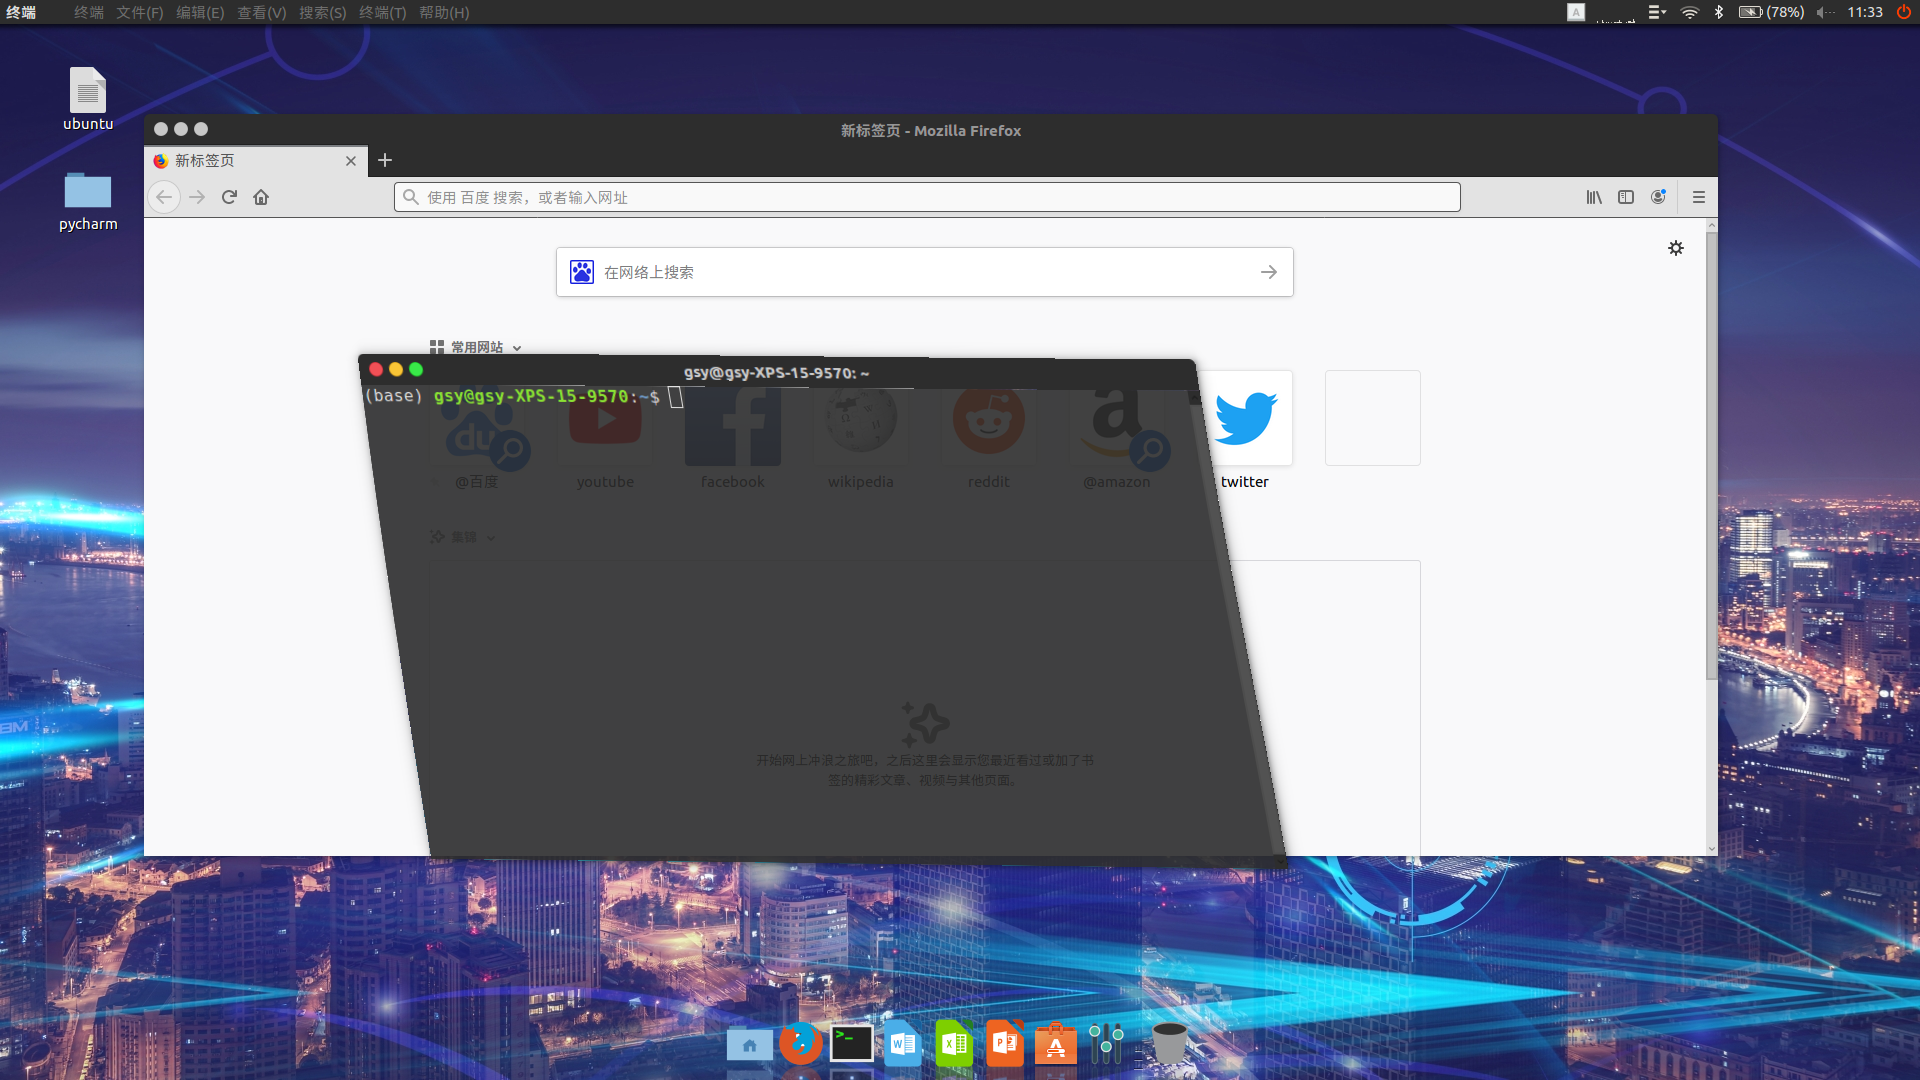 终端 终端 文件(F) 编辑(E) 查看(V) 搜索(S) 终端(T) 帮助(H) A (78%) 11:33
ubuntu
pycharm
新标签页 - Mozilla Firefox
新标签页
使用 百度 搜索，或者输入网址
在网络上搜索
常用网站
gsy@gsy-XPS-15-9570: ~
(base) gsy@gsy-XPS-15-9570:~$
@百度 youtube facebook wikipedia reddit @amazon twitter
集锦
开始网上冲浪之旅吧，之后这里会显示您最近看过或加了书
签的精彩文章、视频与其他页面。